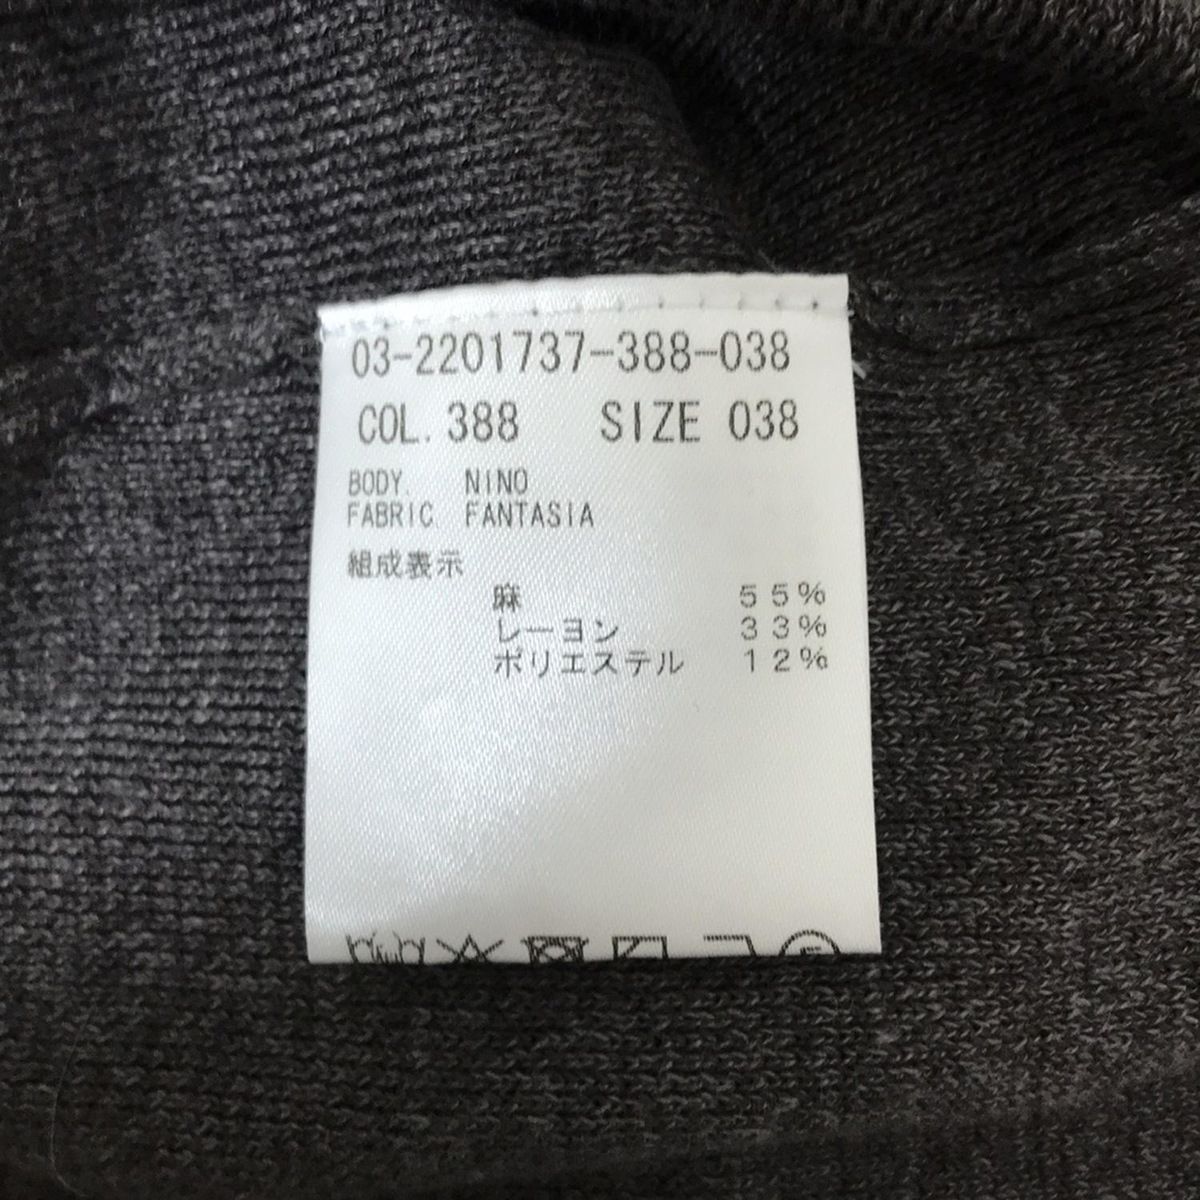 03-2201737-388-038
COL. 388 SIZE 038
BODY. NINO
FABRIC. FANTASIA
組成表示
麻 55%
レーヨン 33%
ポリエステル 12%